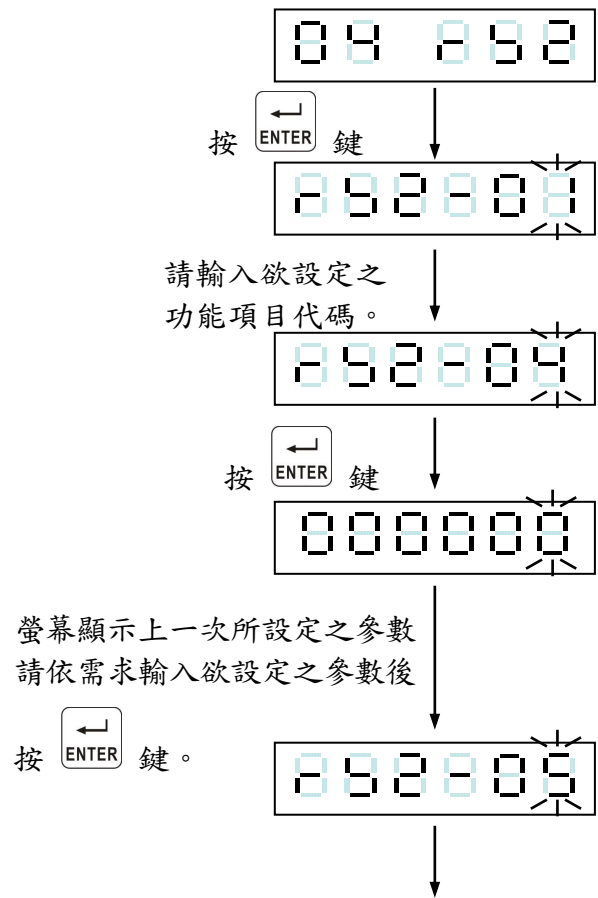 04 rS2
按 ENTER 鍵
rS2-01
請輸入欲設定之
功能項目代碼。
rS2-04
按 ENTER 鍵
000000
螢幕顯示上一次所設定之參數
請依需求輸入欲設定之參數後
按 ENTER 鍵。
rS2-05